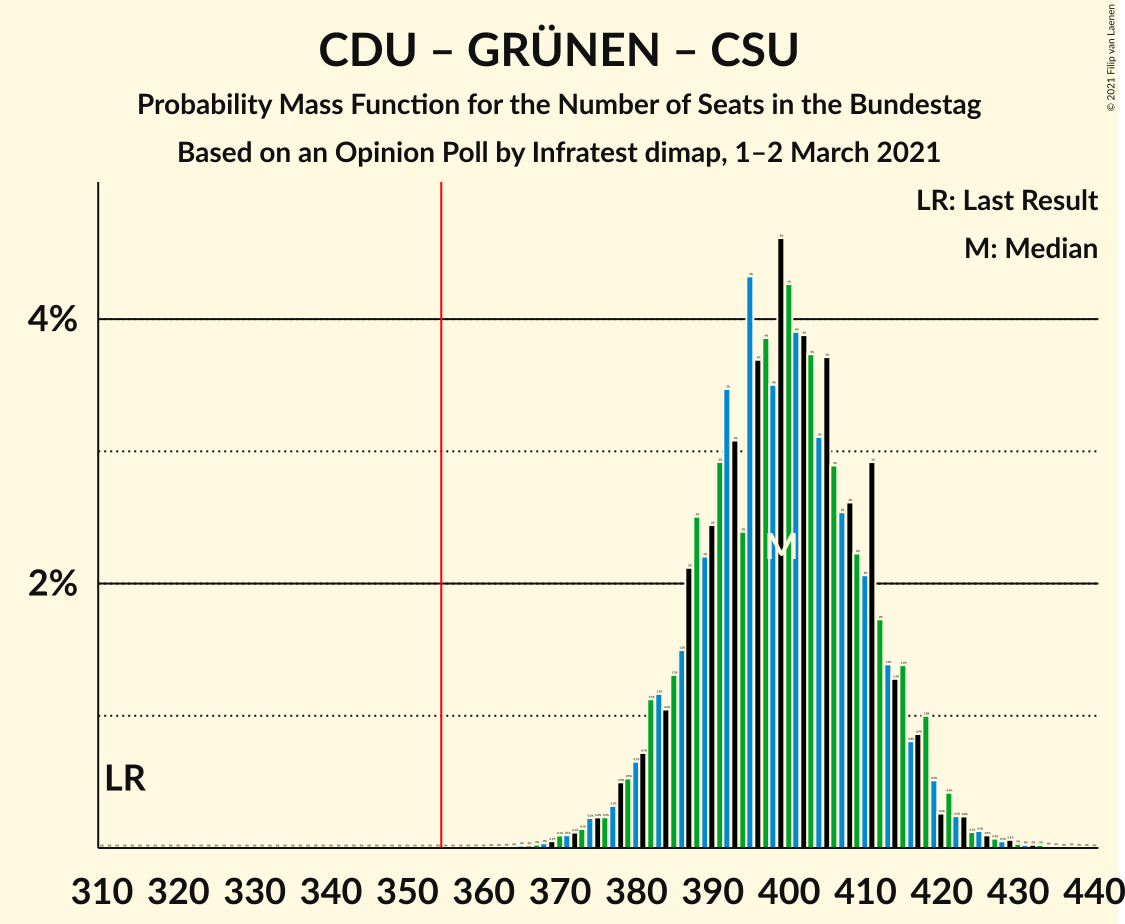 CDU – GRÜNEN – CSU
Probability Mass Function for the Number of Seats in the Bundestag
Based on an Opinion Poll by Infratest dimap, 1–2 March 2021
© 2021 Filip van Laenen
LR: Last Result
M: Median
4%
2%
M
LR
310 320 330 340 350 360 370 380 390 400 410 420 430 440